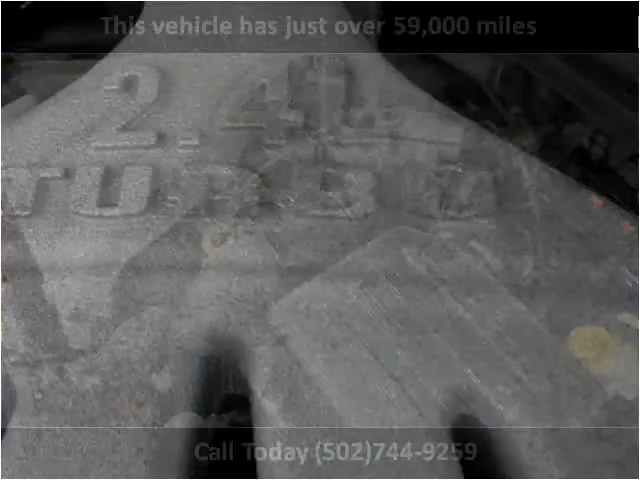 This vehicle has just over 59,000 miles
2.4L
TURBO
Call Today (502)744-9259